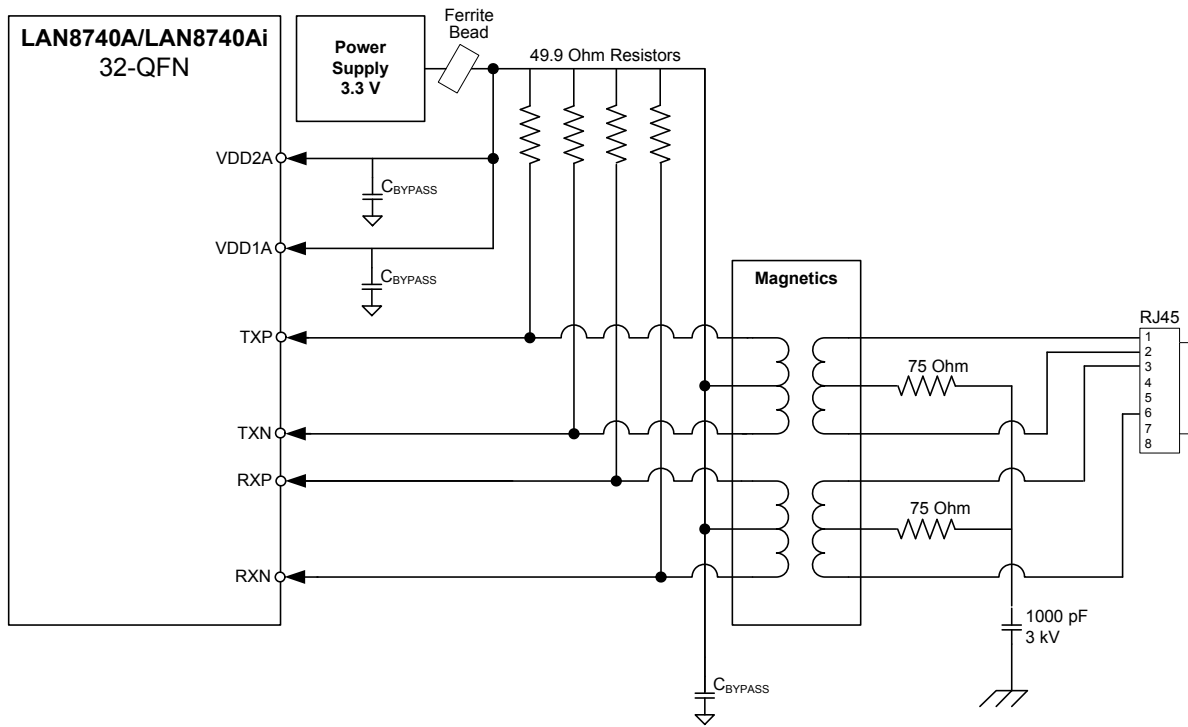 LAN8740A/LAN8740Ai
32-QFN
Power
Supply
3.3 V
Ferrite
Bead
49.9 Ohm Resistors
VDD2A
CBYPASS
VDD1A
CBYPASS
Magnetics
TXP
TXN
RXP
RXN
75 Ohm
75 Ohm
RJ45
1
2
3
4
5
6
7
8
1000 pF
3 kV
CBYPASS